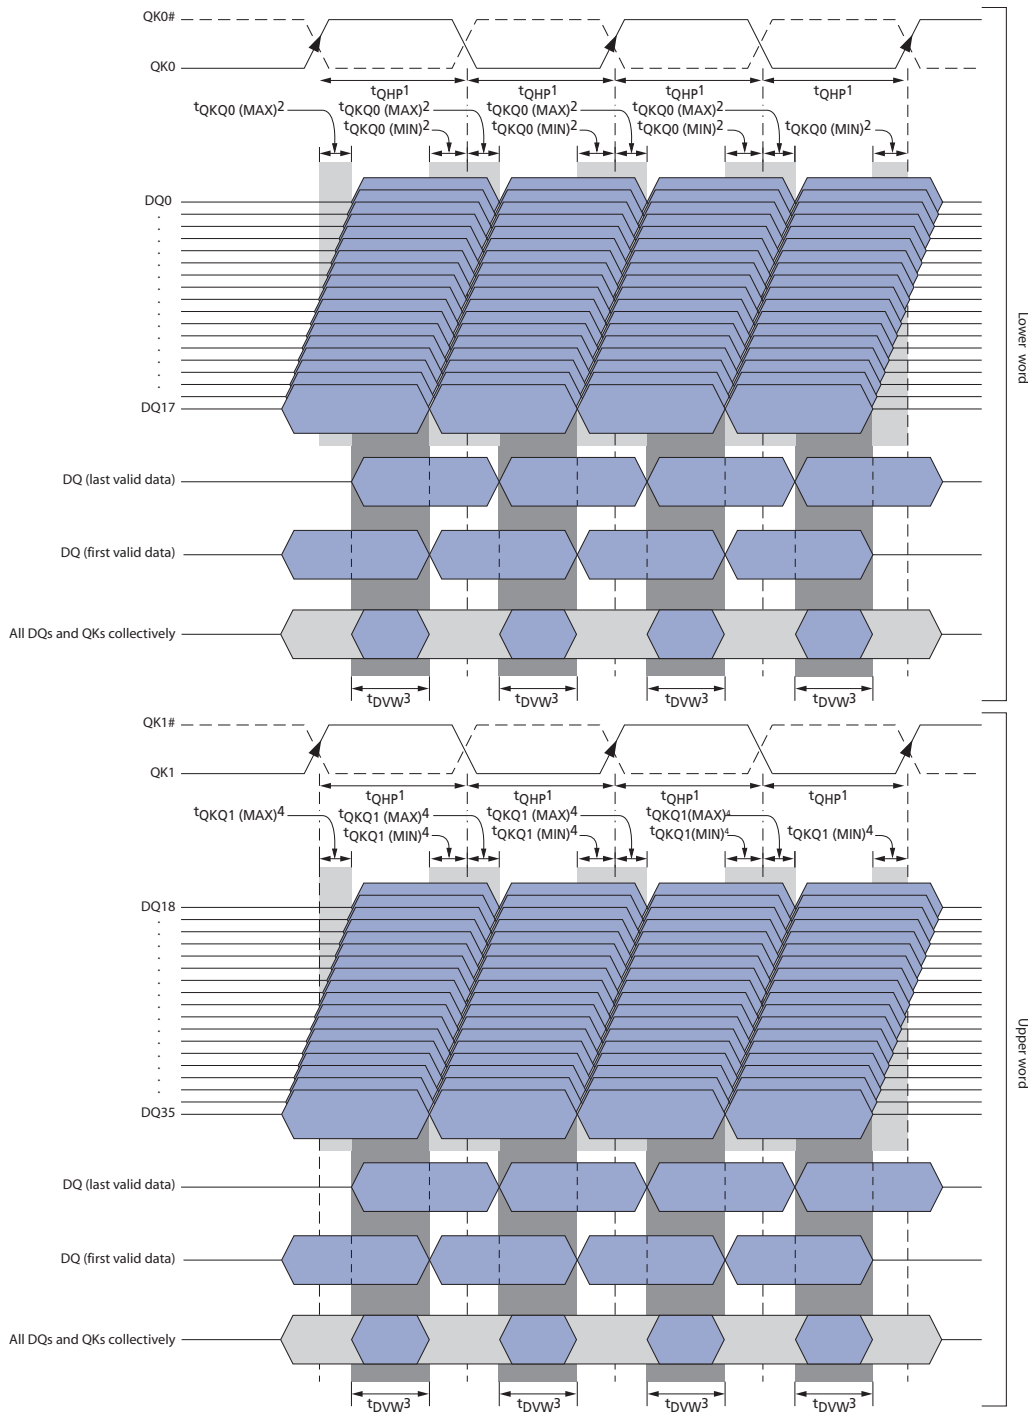 QK0#
QK0
tQHP1 tQHP1 tQHP1 tQHP1
tQKQ0 (MAX)2 tQKQ0 (MAX)2 tQKQ0 (MAX)2 tQKQ0 (MAX)2
tQKQ0 (MIN)2 tQKQ0 (MIN)2 tQKQ0 (MIN)2 tQKQ0 (MIN)2
DQ0
.
.
.
.
.
.
.
.
.
.
.
.
.
DQ17
Lower word
DQ (last valid data)
DQ (first valid data)
All DQs and QKs collectively
tDVW3 tDVW3 tDVW3 tDVW3
QK1#
QK1
tQHP1 tQHP1 tQHP1 tQHP1
tQKQ1 (MAX)4 tQKQ1 (MAX)4 tQKQ1 (MAX)4 tQKQ1(MAX)4
tQKQ1 (MIN)4 tQKQ1 (MIN)4 tQKQ1(MIN)4 tQKQ1 (MIN)4
DQ18
.
.
.
.
.
.
.
.
.
.
.
.
.
DQ35
Upper word
DQ (last valid data)
DQ (first valid data)
All DQs and QKs collectively
tDVW3 tDVW3 tDVW3 tDVW3